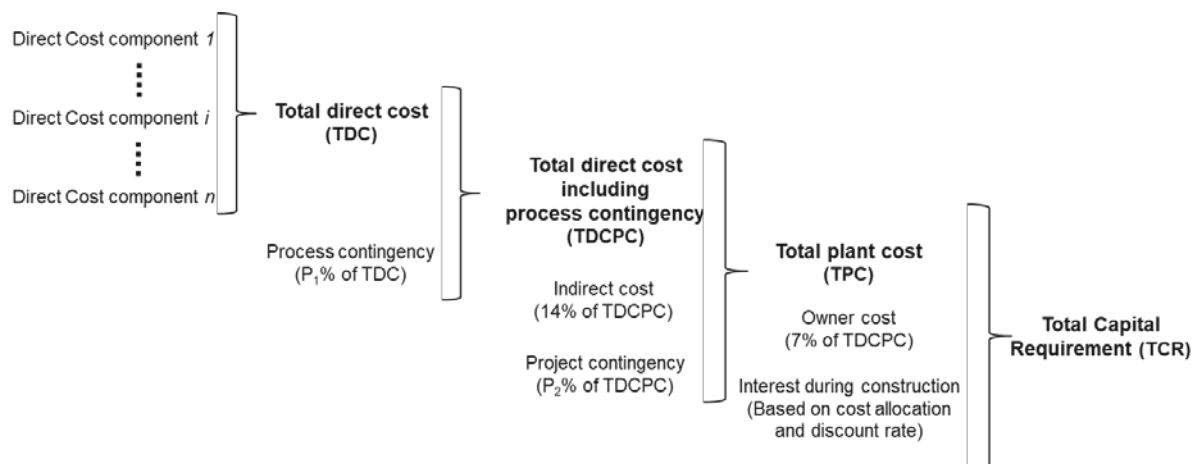 Direct Cost component 1
Direct Cost component i
Direct Cost component n
Total direct cost
(TDC)
Process contingency
(P₁% of TDC)
Total direct cost
including
process contingency
(TDCPC)
Indirect cost
(14% of TDCPC)
Project contingency
(P₂% of TDCPC)
Total plant cost
(TPC)
Owner cost
(7% of TDCPC)
Interest during construction
(Based on cost allocation
and discount rate)
Total Capital
Requirement (TCR)